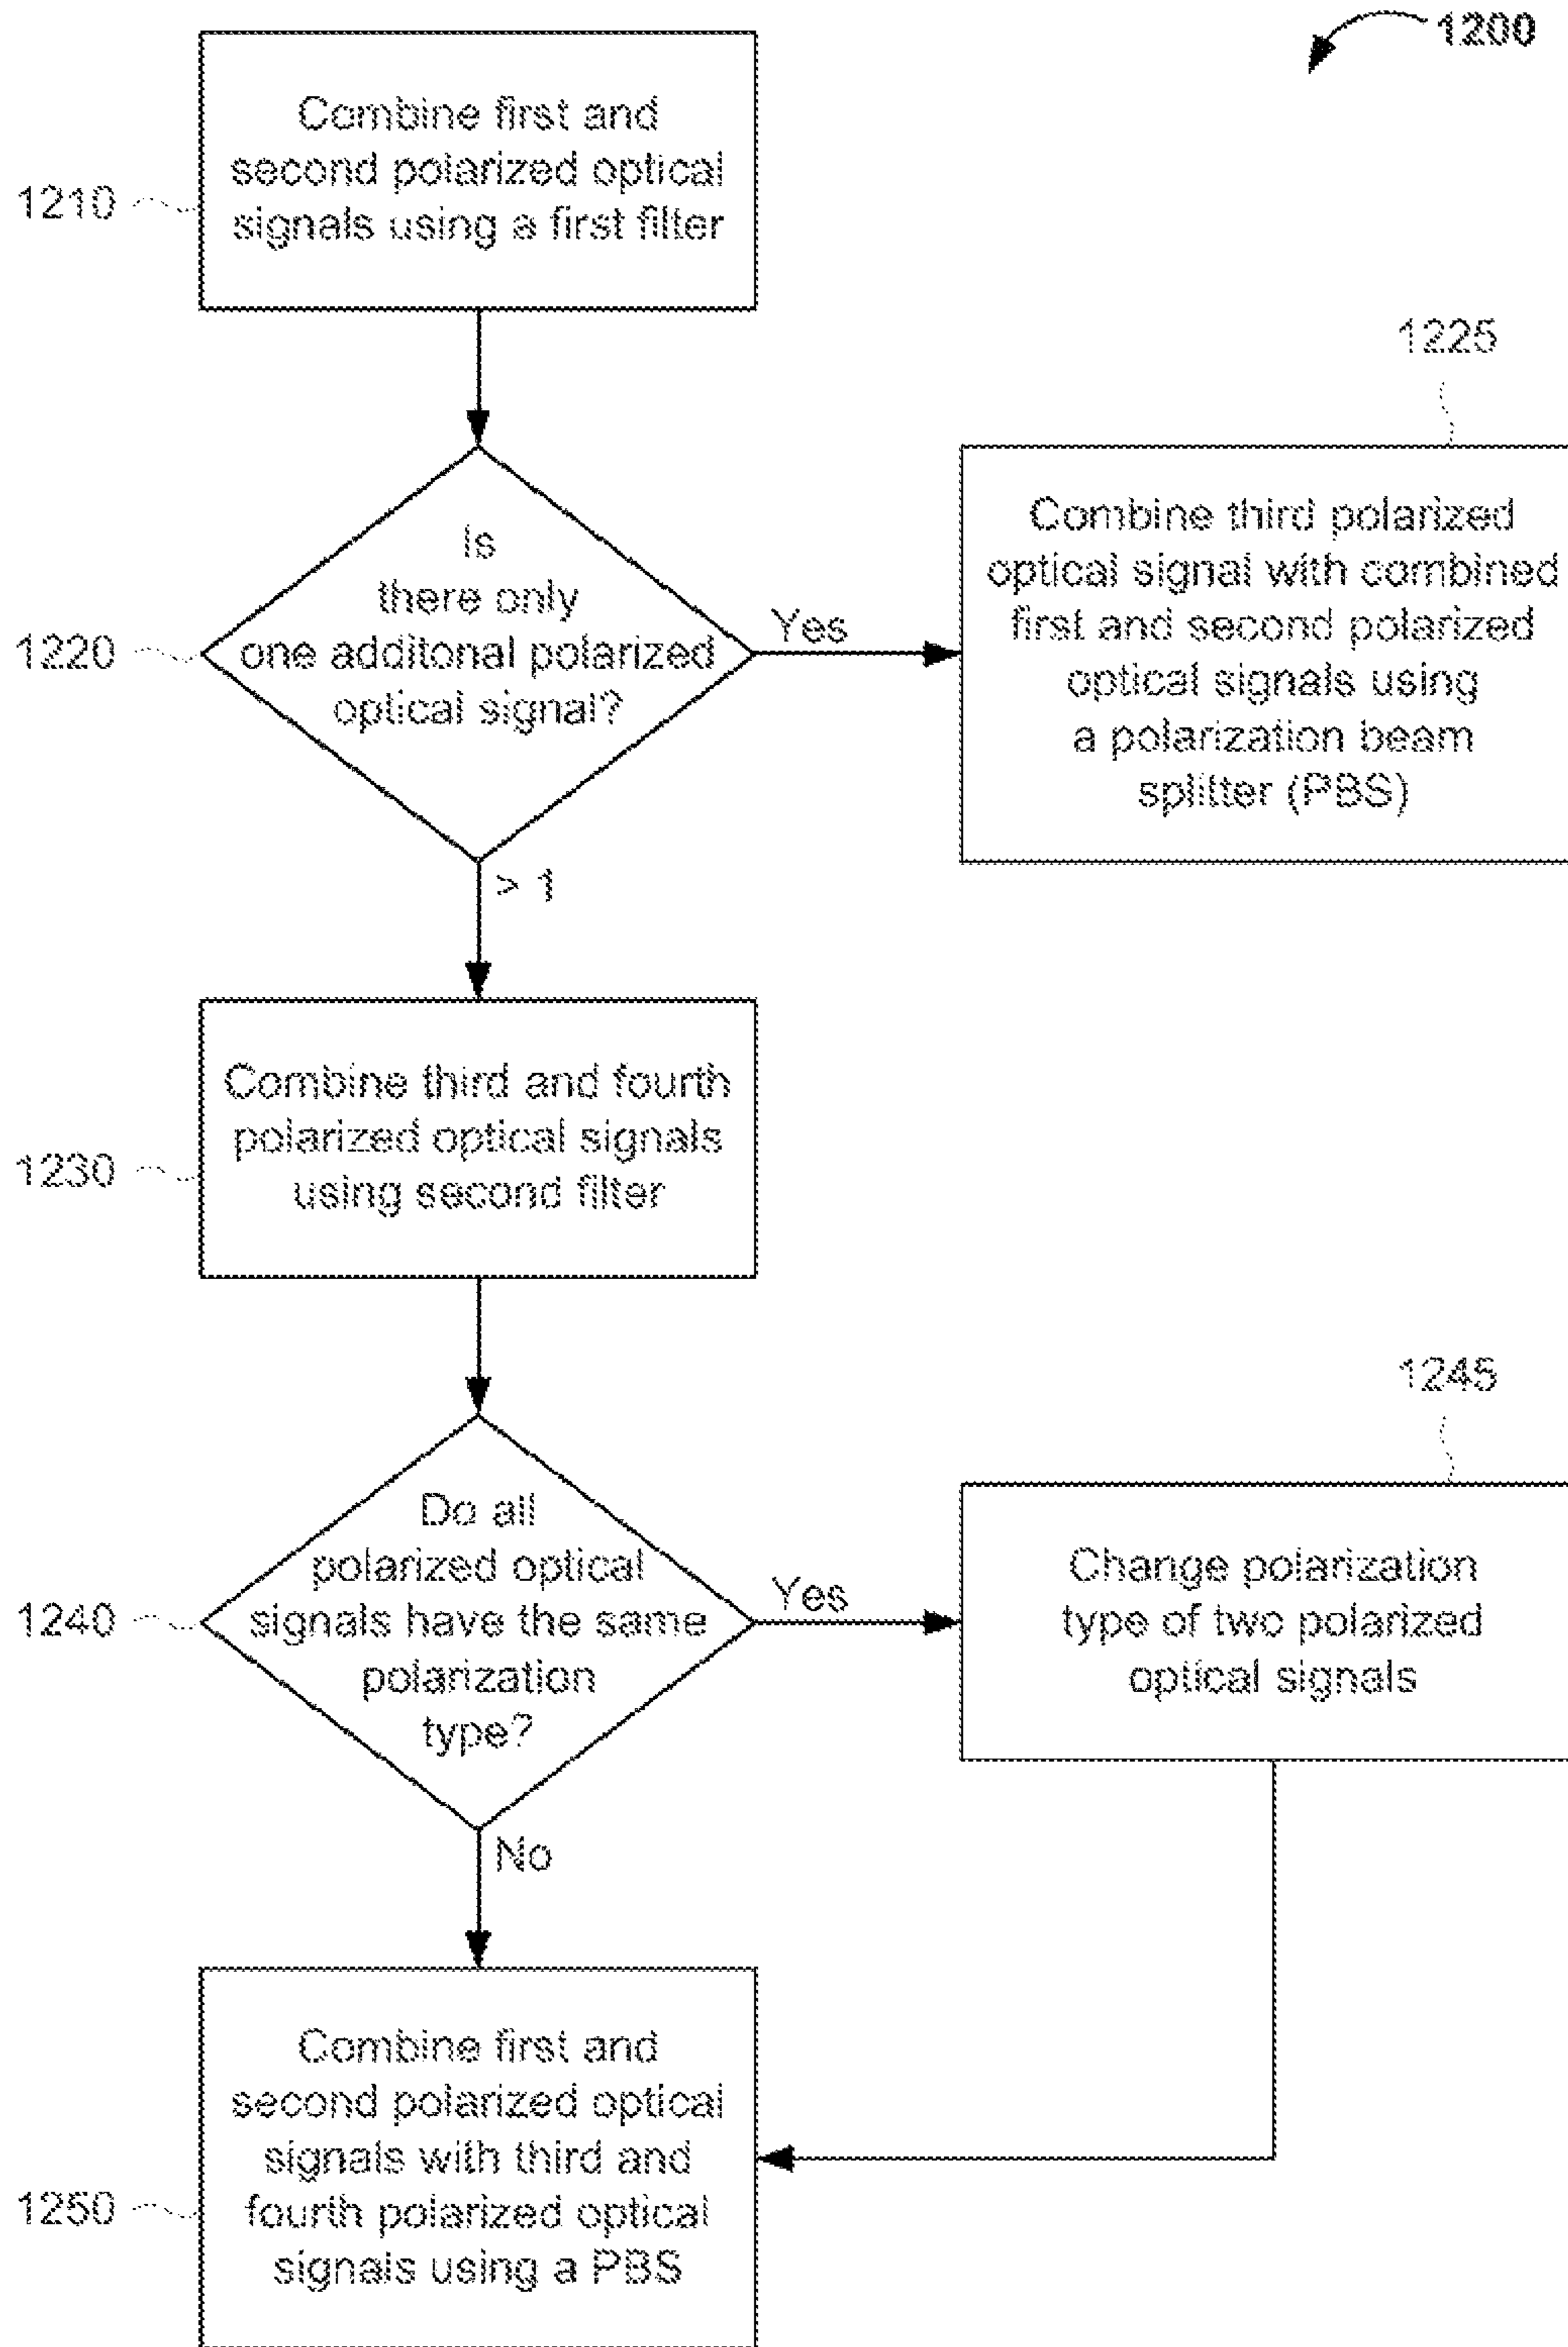 1200
Combine first and
second polarized optical
signals using a first filter
1210
1225
Is
there only
one additonal polarized
optical signal?
1220
Yes
Combine third polarized
optical signal with combined
first and second polarized
optical signals using
a polarization beam
splitter (PBS)
> 1
Combine third and fourth
polarized optical signals
using second filter
1230
1245
Do all
polarized optical
signals have the same
polarization
type?
1240
Yes
Change polarization
type of two polarized
optical signals
No
Combine first and
second polarized optical
signals with third and
fourth polarized optical
signals using a PBS
1250